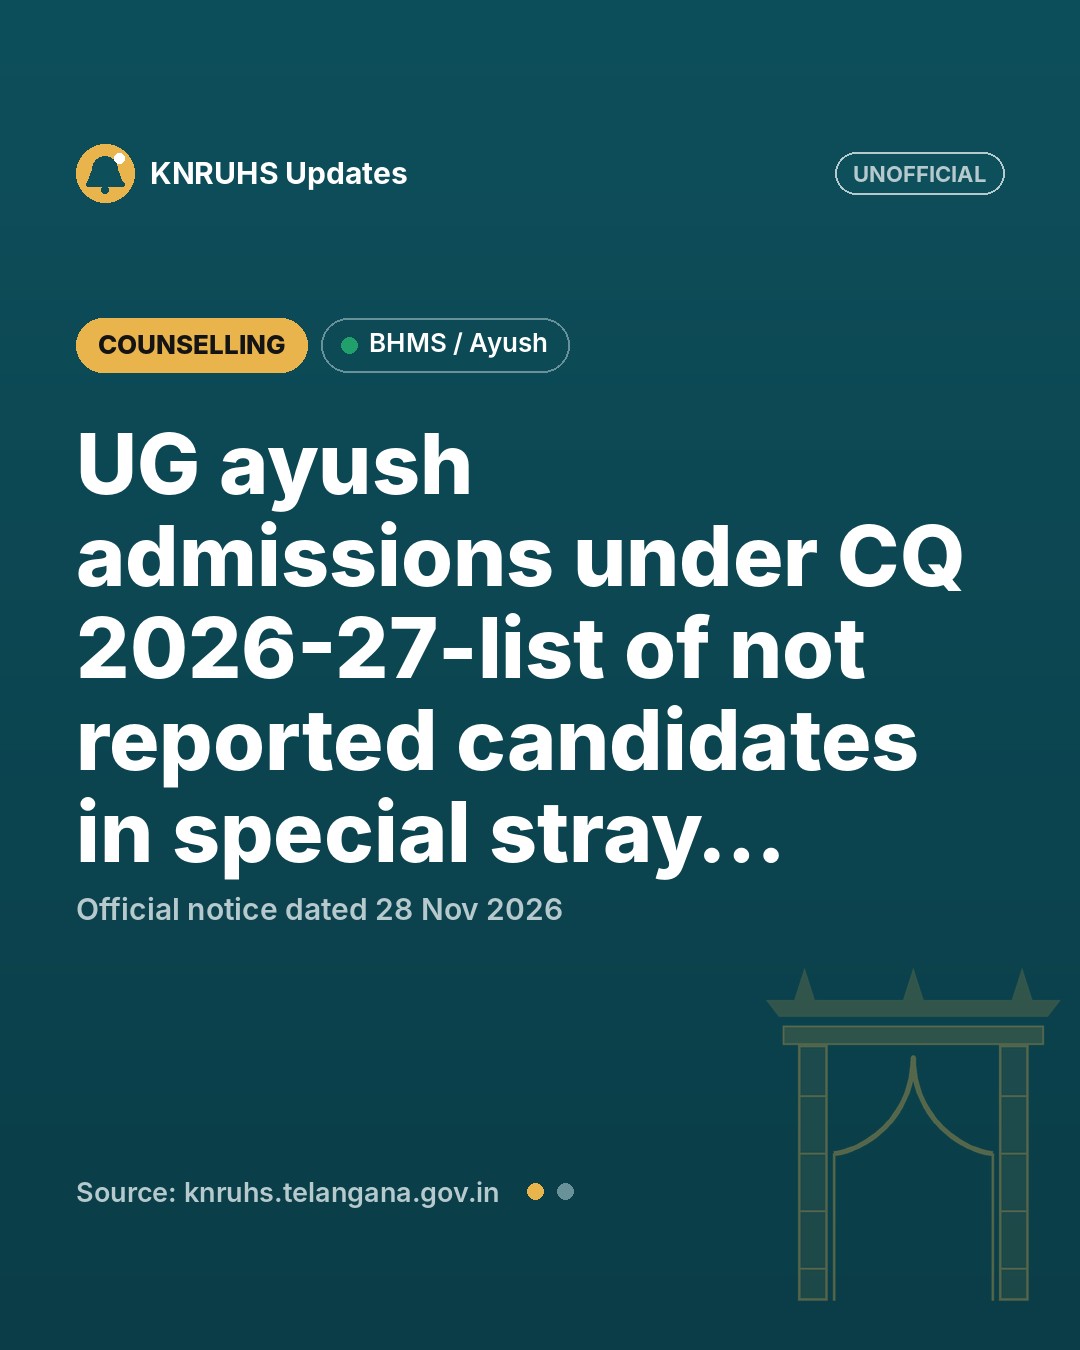 KNRUHS Updates
UNOFFICIAL
COUNSELLING
BHMS / Ayush
UG ayush
admissions under CQ
2026-27-list of not
reported candidates
in special stray...
Official notice dated 28 Nov 2026
Source: knruhs.telangana.gov.in